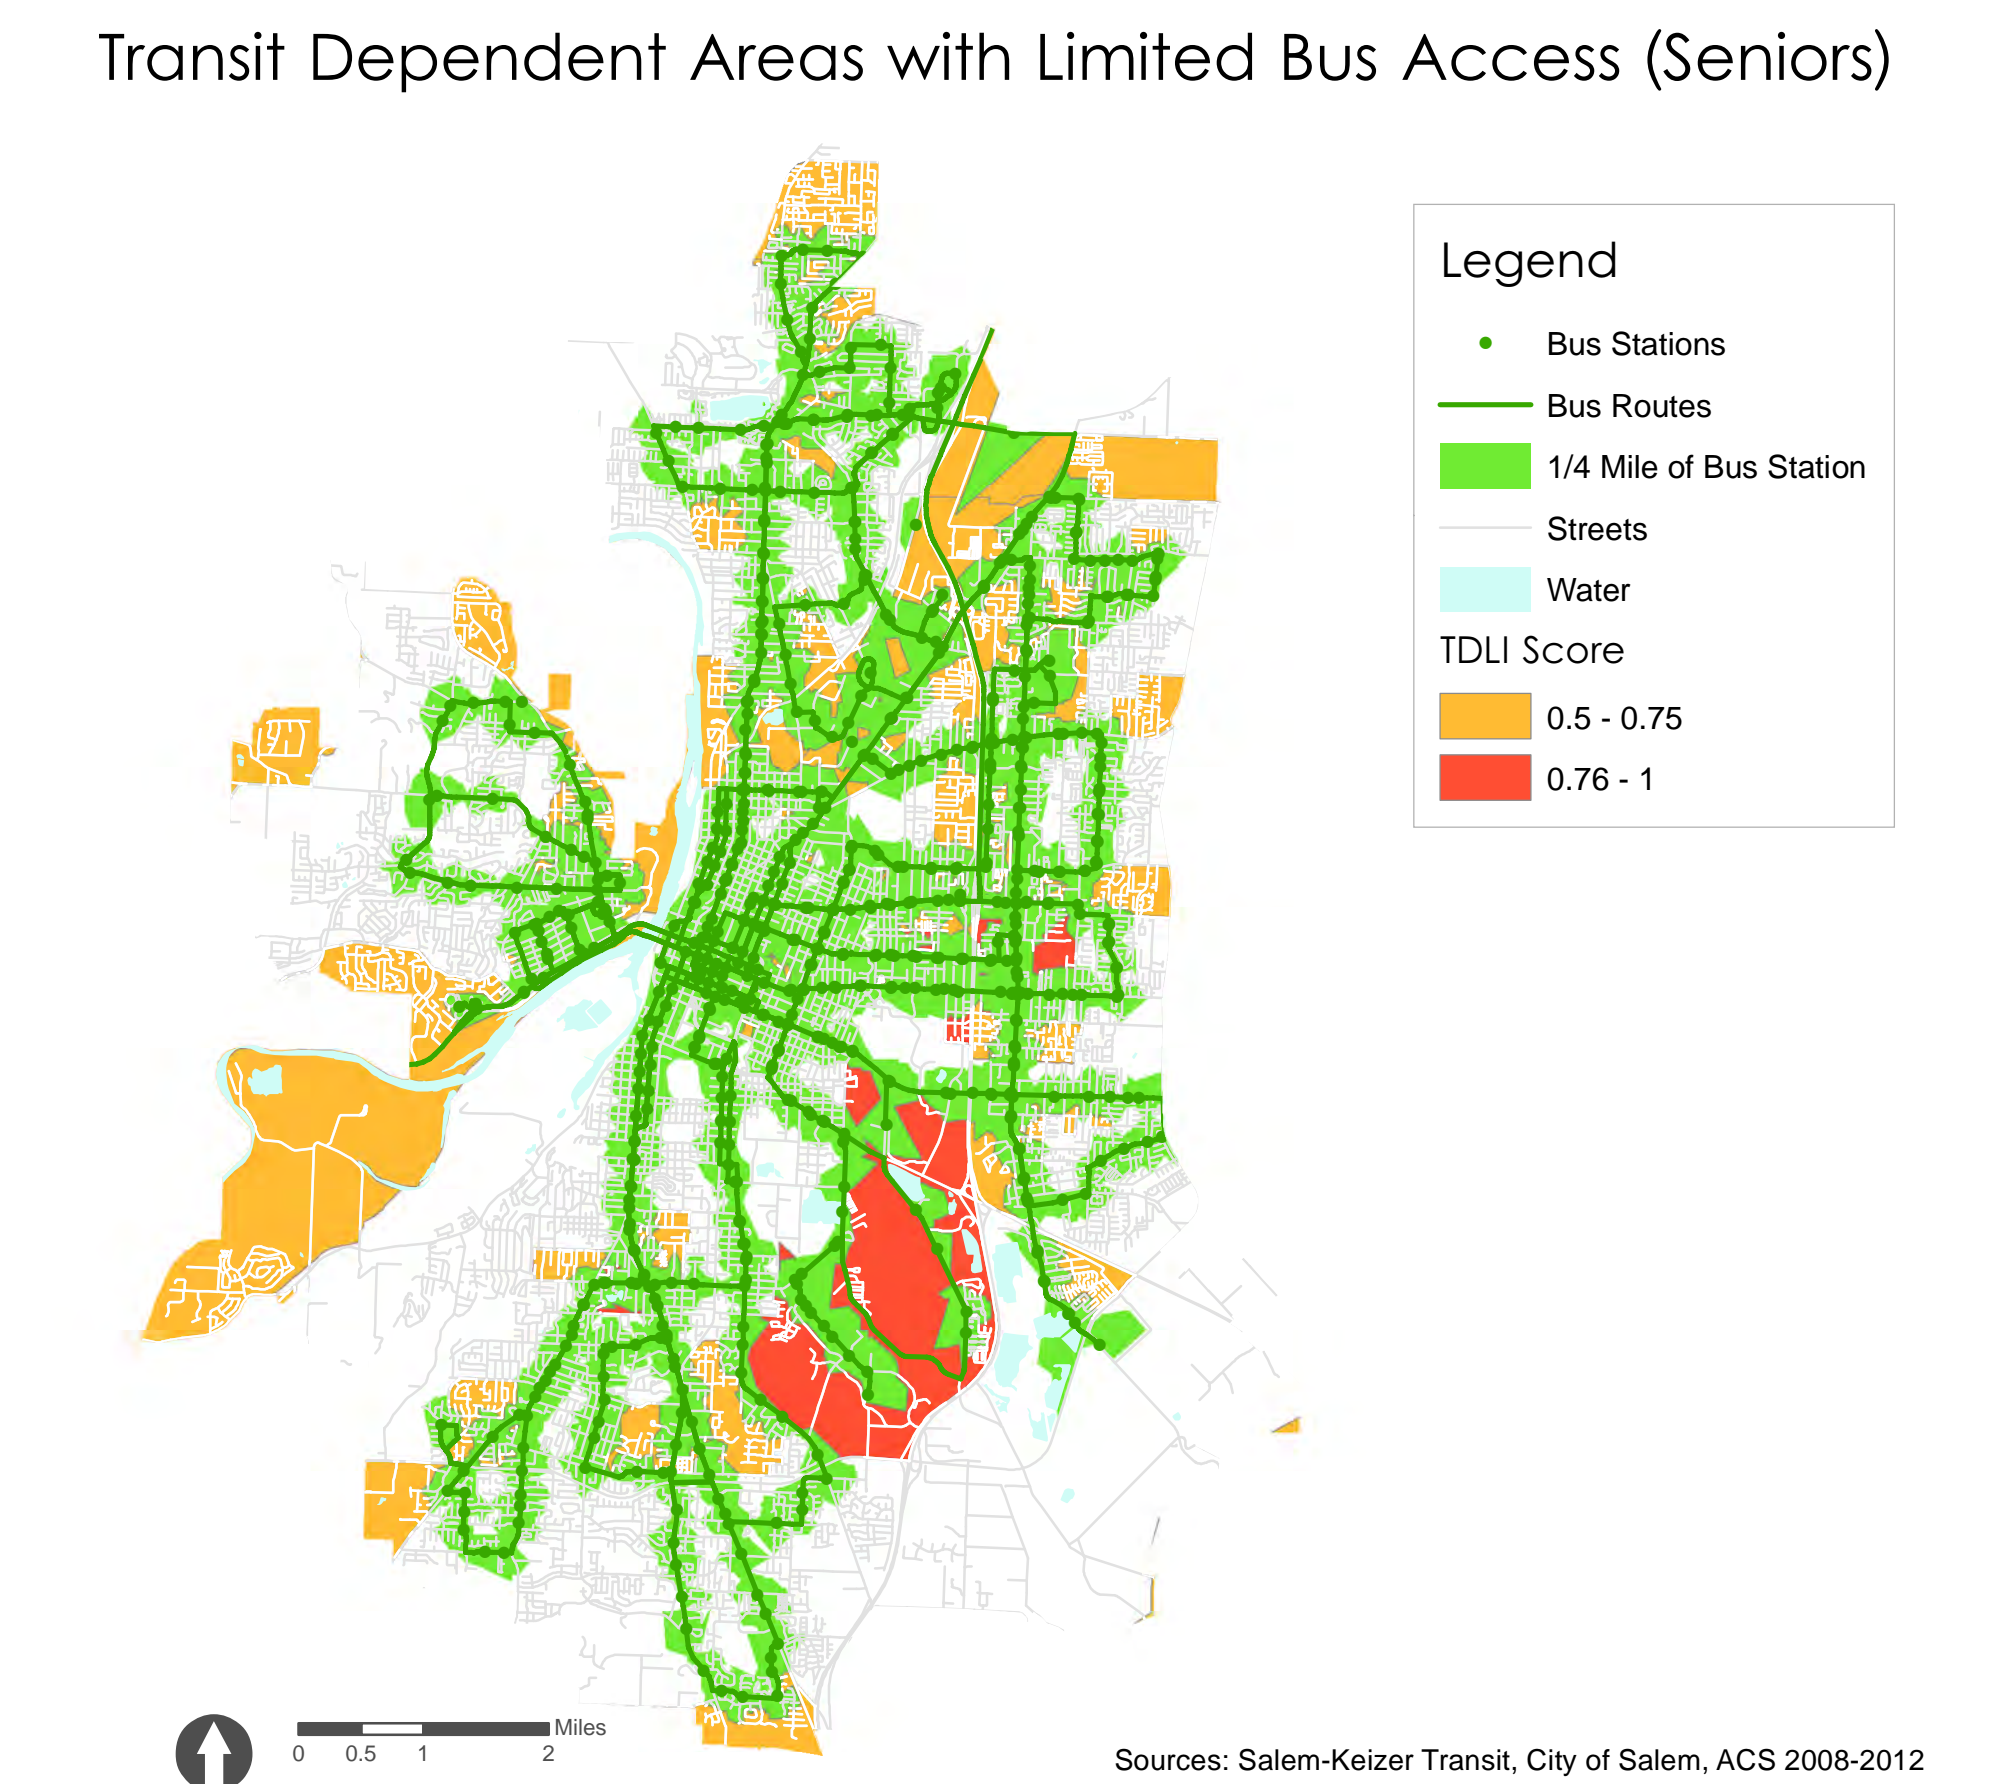 Transit Dependent Areas with Limited Bus Access (Seniors)
Legend
Bus Stations
Bus Routes
1/4 Mile of Bus Station
Streets
Water
TDLI Score
0.5 - 0.75
0.76 - 1
Miles
0 0.5 1 2
Sources: Salem-Keizer Transit, City of Salem, ACS 2008-2012